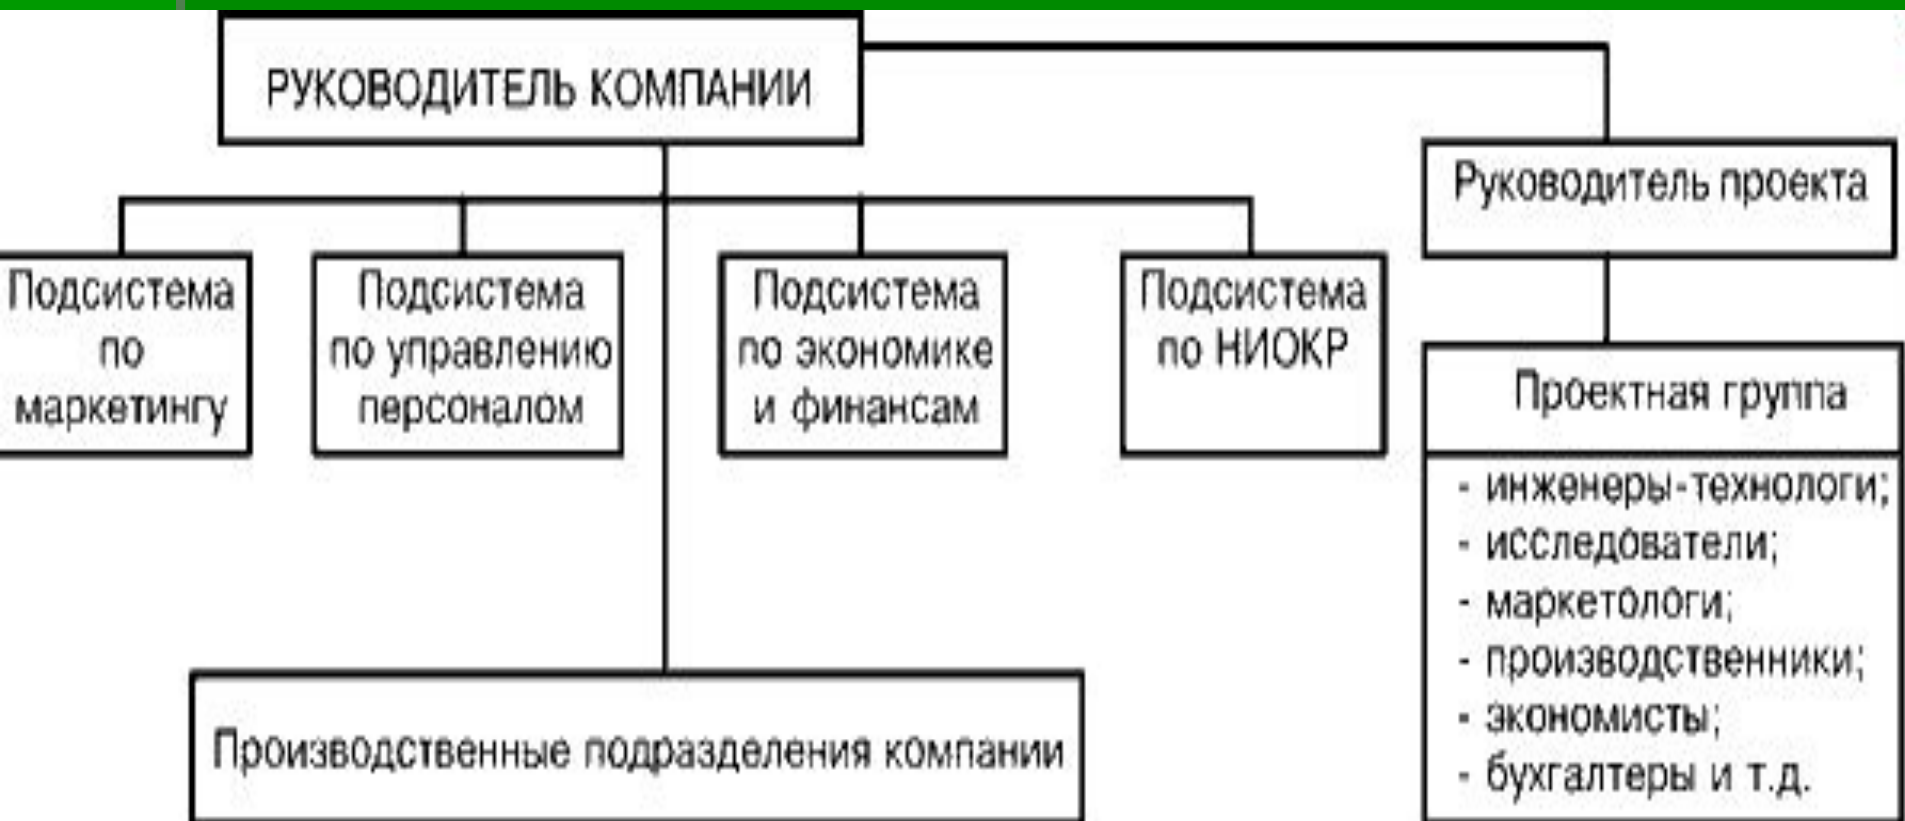 РУКОВОДИТЕЛЬ КОМПАНИИ
Руководитель проекта
Подсистема
по
маркетингу
Подсистема
по управлению
персоналом
Подсистема
по экономике
и финансам
Подсистема
по НИОКР
Проектная группа
- инженеры-технологи;
- исследователи;
- маркетологи;
- производственники;
- экономисты;
- бухгалтеры и т.д.
Производственные подразделения компании